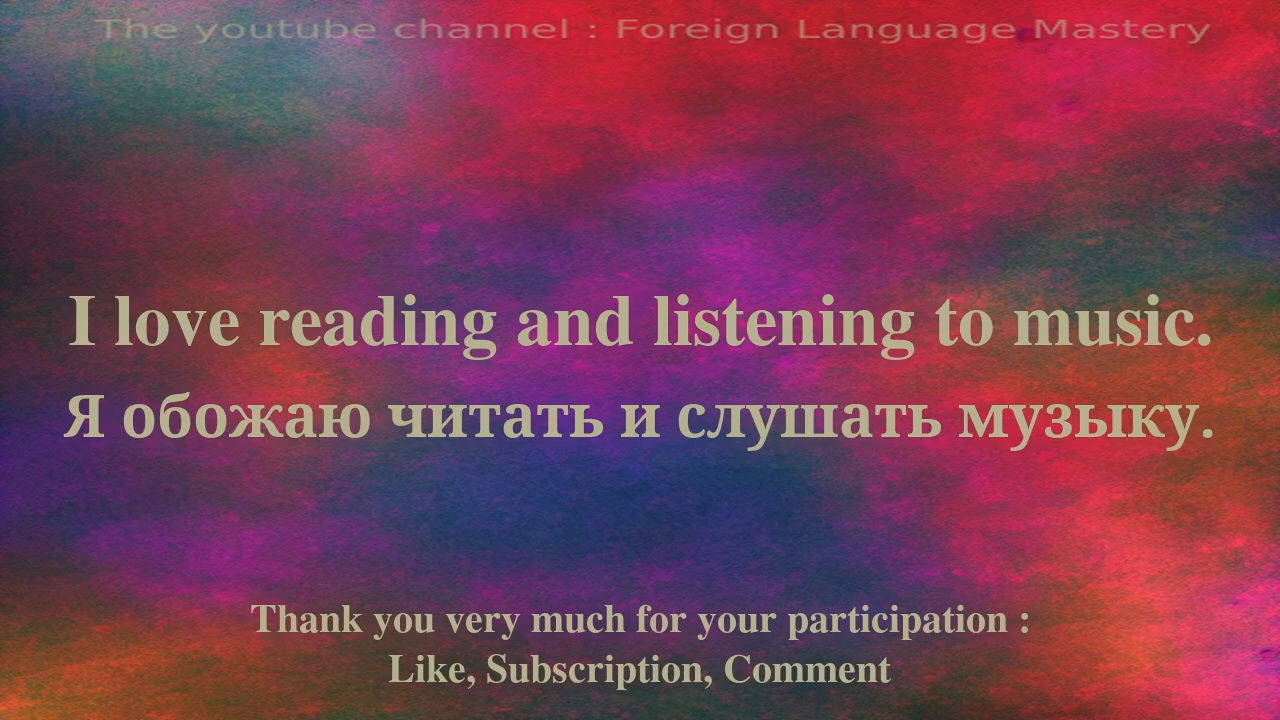 The youtube channel : Foreign Language Mastery
I love reading and listening to music.
Я обожаю читать и слушать музыку.
Thank you very much for your participation :
Like, Subscription, Comment